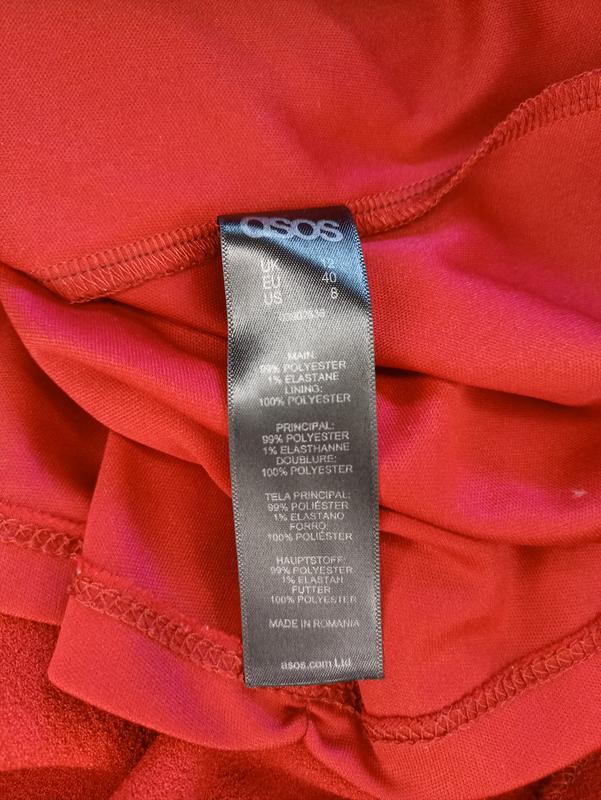 asos
UK 12
EU 40
US 8
MAIN:
99% POLYESTER
1% ELASTANE
LINING:
100% POLYESTER
PRINCIPAL:
99% POLYESTER
1% ELASTHANNE
DOUBLURE:
100% POLYESTER
TELA PRINCIPAL:
99% POLIÉSTER
1% ELASTANO
FORRO:
100% POLIÉSTER
HAUPTSTOFF:
99% POLYESTER
1% ELASTAN
FUTTER
100% POLYESTER
MADE IN ROMANIA
asos.com Ltd